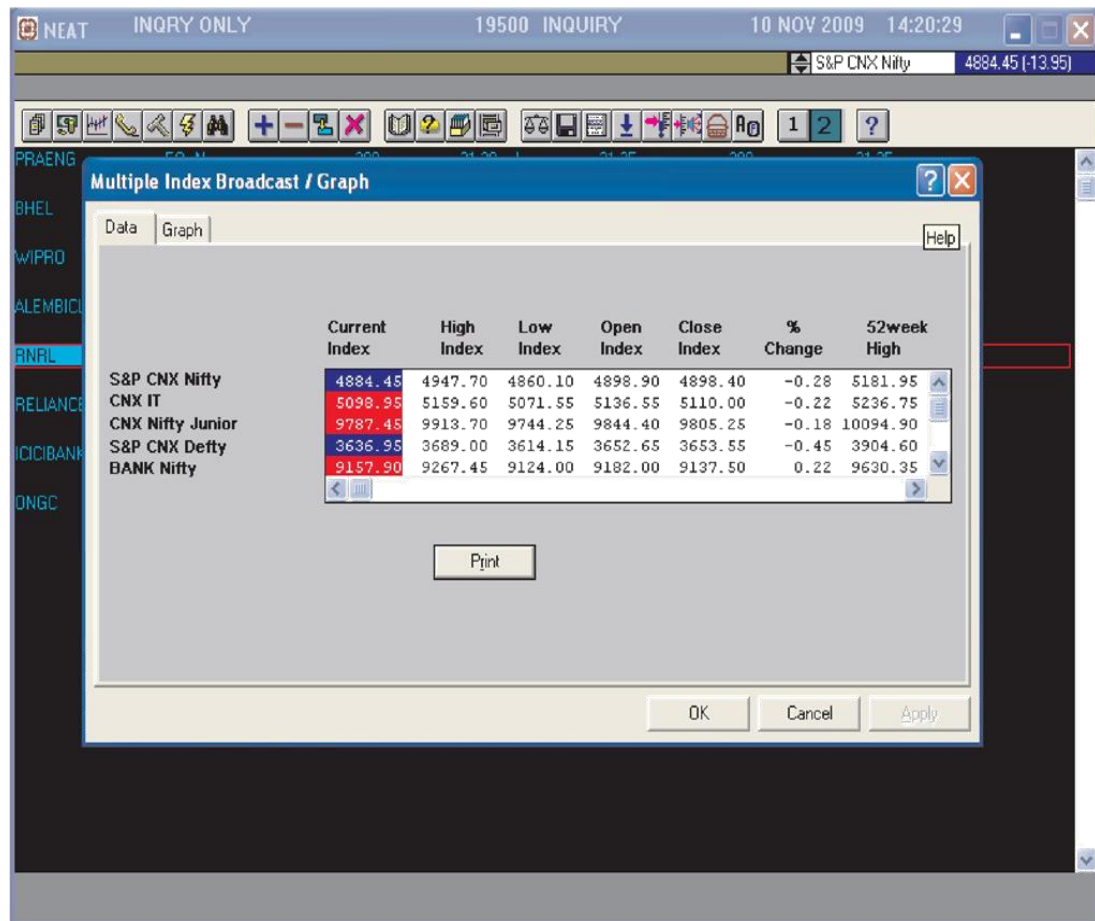 NEAT INQRY ONLY 19500 INQUIRY 10 NOV 2009 14:20:29
S&P CNX Nifty 4884.45 (-13.95)
1 2 ?
PRAENG
Multiple Index Broadcast / Graph ?
BHEL
Data Graph
Help
WIPRO
Current High Low Open Close % 52week
Index Index Index Index Index Change High
RNRL
S&P CNX Nifty 4884.45 4947.70 4860.10 4898.90 4898.40 -0.28 5181.95
CNX IT 5098.95 5159.60 5071.55 5136.55 5110.00 -0.22 5236.75
RELIANCE
CNX Nifty Junior 9787.45 9913.70 9744.25 9844.40 9805.25 -0.18 10094.90
S&P CNX Defty 3636.95 3689.00 3614.15 3652.65 3653.55 -0.45 3904.60
ICICIBANK
BANK Nifty 9157.90 9267.45 9124.00 9182.00 9137.50 0.22 9630.35
ONGC
Print
OK Cancel Apply